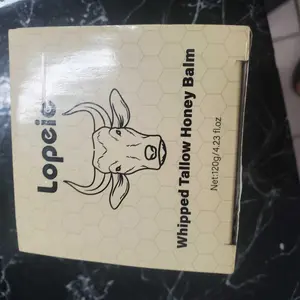 Lopeie
Whipped Tallow Honey Balm
Net:120g/4.23 fl.oz